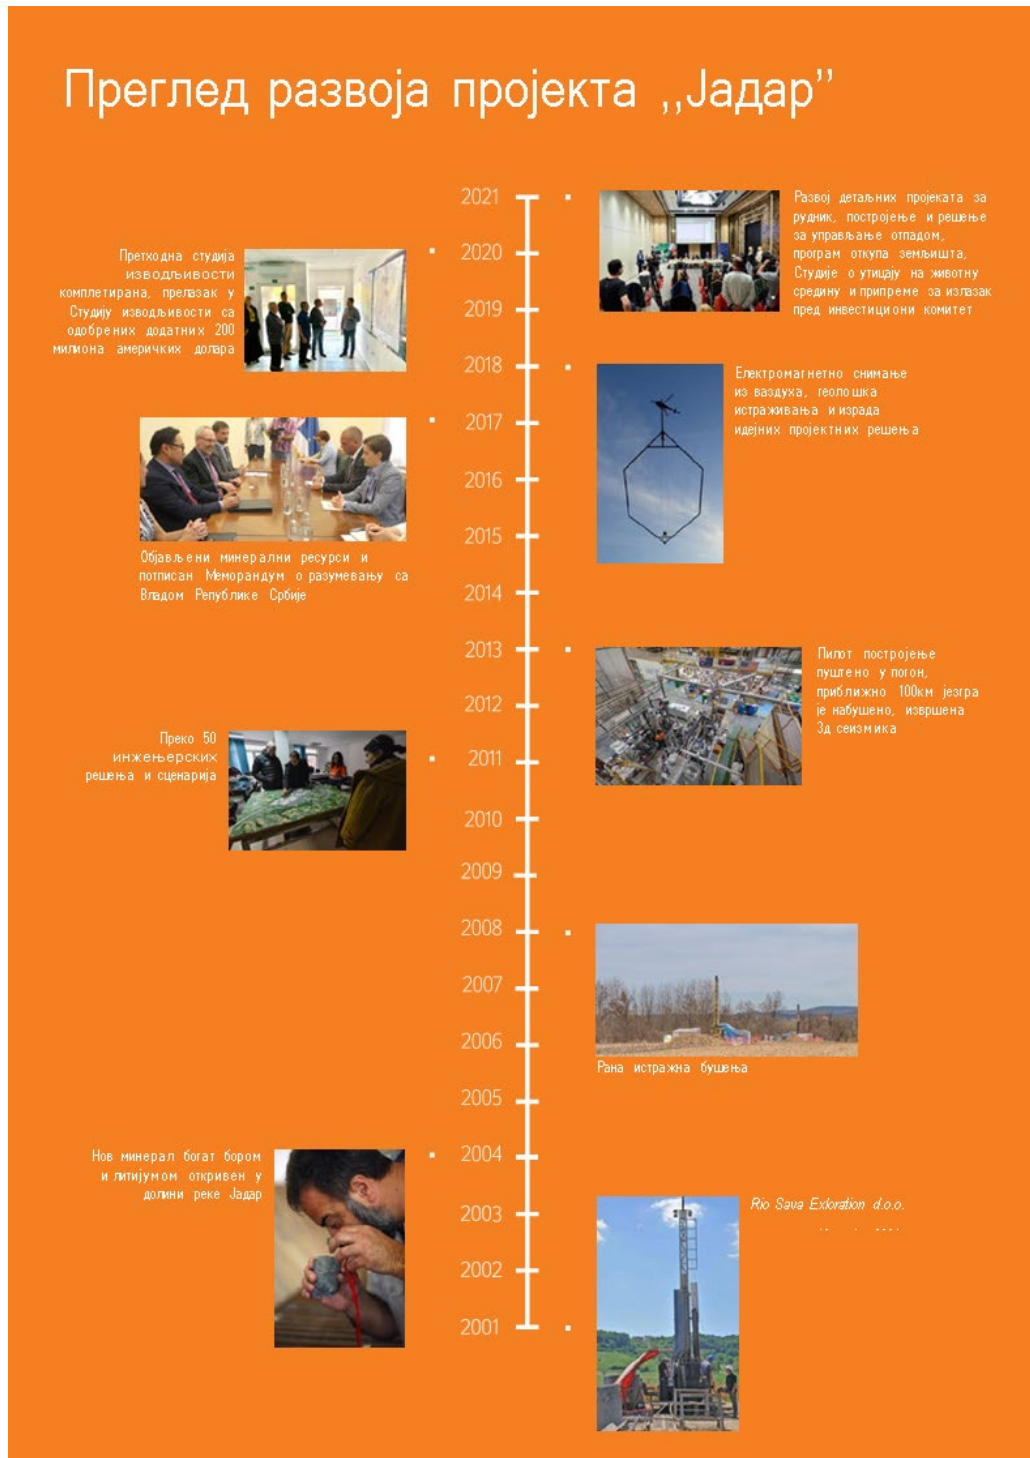 Преглед развоја пројекта ,,Јадар”
2021
Развој детаљних пројеката за
рудник, постројење и решење
за управљање отпадом,
програм откупа земљишта,
Студије о утицају на животну
средину и припреме за излазак
пред инвестициони комитет
2020
Претходна студија
изводљивости
комплетирана, прелазак у
Студију изводљивости са
одобрених додатних 200
милиона америчких долара
2019
2018
Електромагнетно снимање
из ваздуха, геолошка
истраживања и израда
идејних пројектних решења
2017
Објављени минерални ресурси и
потписан Меморандум о разумевању са
Владом Републике Србије
2016
2015
2014
2013
Пилот постројење
пуштено у погон,
приближно 100км језгра
је набушено, извршена
3д сеизмика
2012
2011
Преко 50
инжењерских
решења и сценарија
2010
2009
2008
Рана истражна бушења
2007
2006
2005
2004
Нов минерал богат бором
и литијумом откривен у
долини реке Јадар
2003
2002
2001
Rio Sava Exloration d.o.o.